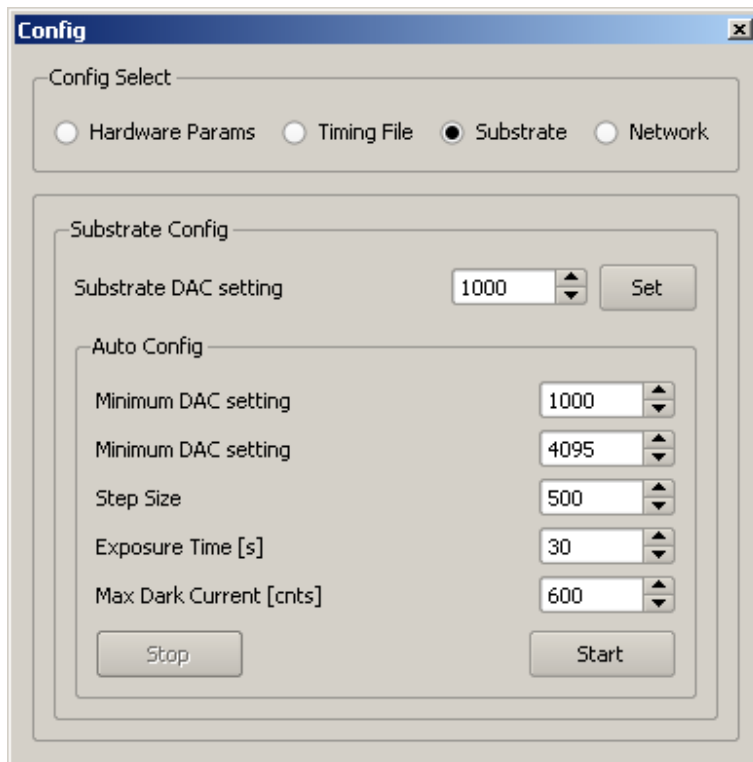 Config
Config Select
Hardware Params Timing File Substrate Network
Substrate Config
Substrate DAC setting 1000 Set
Auto Config
Minimum DAC setting 1000
Minimum DAC setting 4095
Step Size 500
Exposure Time [s] 30
Max Dark Current [cnts] 600
Stop Start